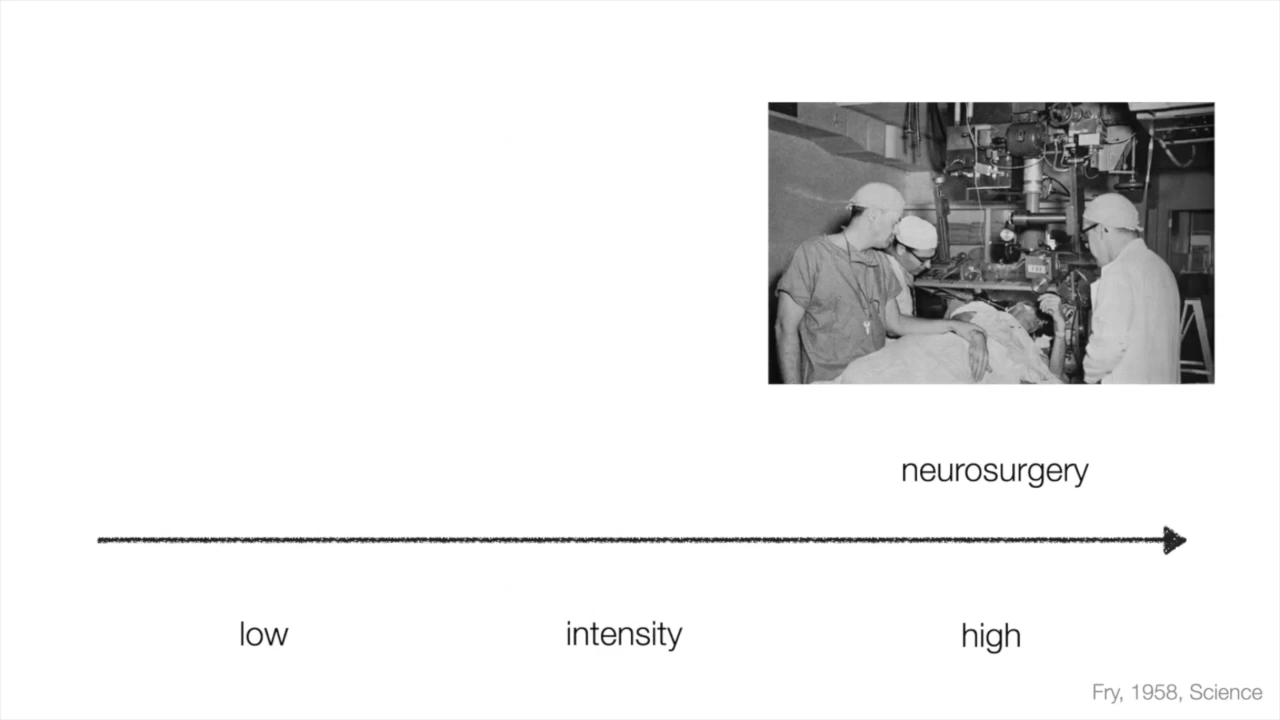 neurosurgery
low
intensity
high
Fry, 1958, Science